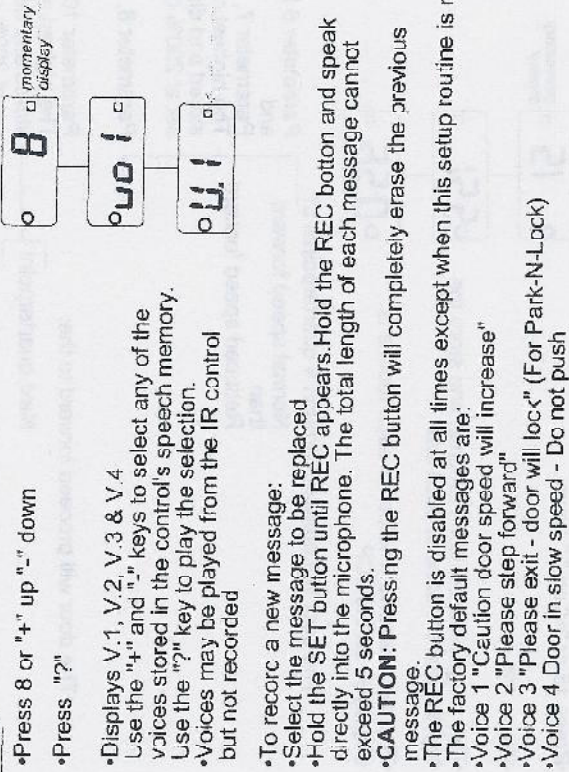 •Press 8 or "+" up "-" down
8 momentary display
•Press "?"
uo1
•Displays V.1, V.2, V.3 & V.4
Use the "+" and "-" keys to select any of the
voices stored in the control's speech memory.
Use the "?" key to play the selection.
•Voices may be played from the IR control
but not recorded
U.1
•To record a new message:
•Select the message to be replaced
•Hold the SET button until REC appears. Hold the REC botton and speak
directly into the microphone. The total length of each message cannot
exceed 5 seconds.
•CAUTION: Pressing the REC button will completely erase the previous
message.
•The REC button is disabled at all times except when this setup routine is
•The factory default messages are:
•Voice 1 "Caution door speed will increase"
•Voice 2 "Please step forward"
•Voice 3 "Please exit - door will lock" (For Park-N-Lock)
•Voice 4 Door in slow speed - Do not push